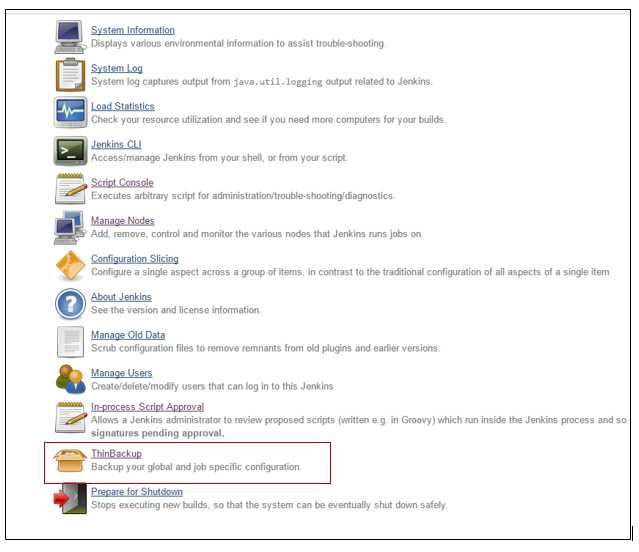 System Information
Displays various environmental information to assist trouble-shooting.
System Log
System log captures output from java.util.logging output related to Jenkins.
Load Statistics
Check your resource utilization and see if you need more computers for your builds.
Jenkins CLI
Access/manage Jenkins from your shell, or from your script.
Script Console
Executes arbitrary script for administration/trouble-shooting/diagnostics.
Manage Nodes
Add, remove, control and monitor the various nodes that Jenkins runs jobs on.
Configuration Slicing
Configure a single aspect across a group of items, in contrast to the traditional configuration of all aspects of a single item
About Jenkins
See the version and license information.
Manage Old Data
Scrub configuration files to remove remnants from old plugins and earlier versions.
Manage Users
Create/delete/modify users that can log in to this Jenkins
In-process Script Approval
Allows a Jenkins administrator to review proposed scripts (written e.g. in Groovy) which run inside the Jenkins process and so
signatures pending approval.
ThinBackup
Backup your global and job specific configuration.
Prepare for Shutdown
Stops executing new builds, so that the system can be eventually shut down safely.